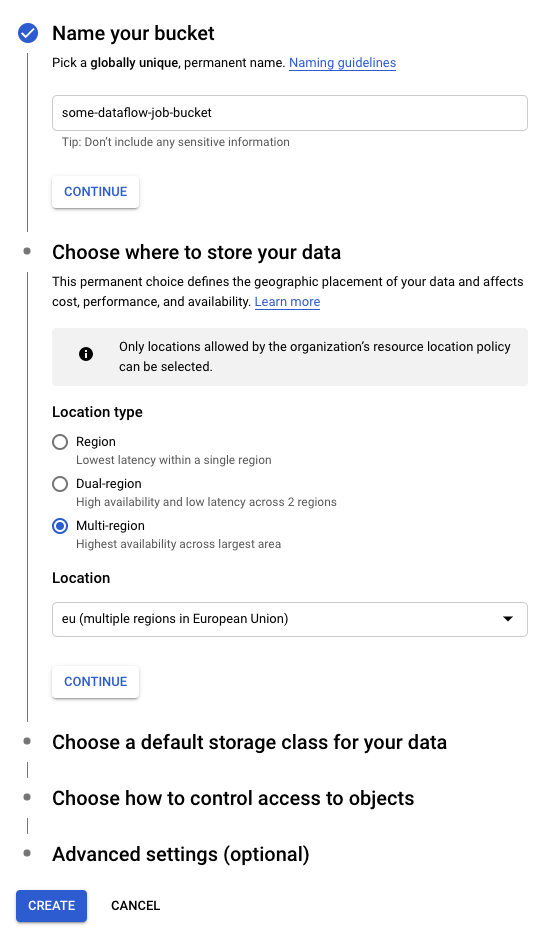 Name your bucket
Pick a globally unique, permanent name. Naming guidelines
some-dataflow-job-bucket
Tip: Don’t include any sensitive information
CONTINUE
Choose where to store your data
This permanent choice defines the geographic placement of your data and affects
cost, performance, and availability. Learn more
Only locations allowed by the organization’s resource location policy
can be selected.
Location type
Region
Lowest latency within a single region
Dual-region
High availability and low latency across 2 regions
Multi-region
Highest availability across largest area
Location
eu (multiple regions in European Union)
CONTINUE
Choose a default storage class for your data
Choose how to control access to objects
Advanced settings (optional)
CREATE CANCEL